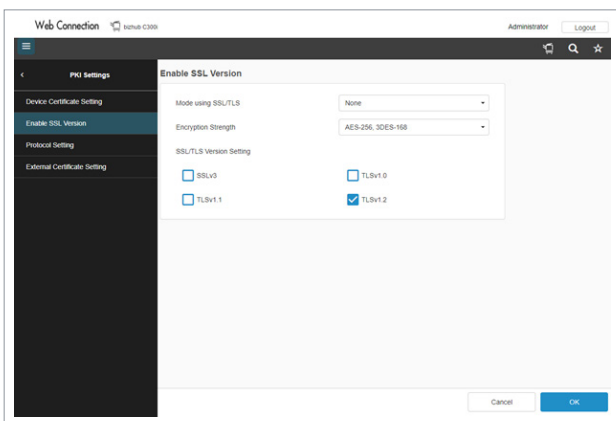 Web Connection bizhub C300i Administrator Logout
PKI Settings
Device Certificate Setting
Enable SSL Version
Protocol Setting
External Certificate Setting
Enable SSL Version
Mode using SSL/TLS None
Encryption Strength AES-256, 3DES-168
SSL/TLS Version Setting
SSLv3 TLSv1.0
TLSv1.1 TLSv1.2
Cancel OK